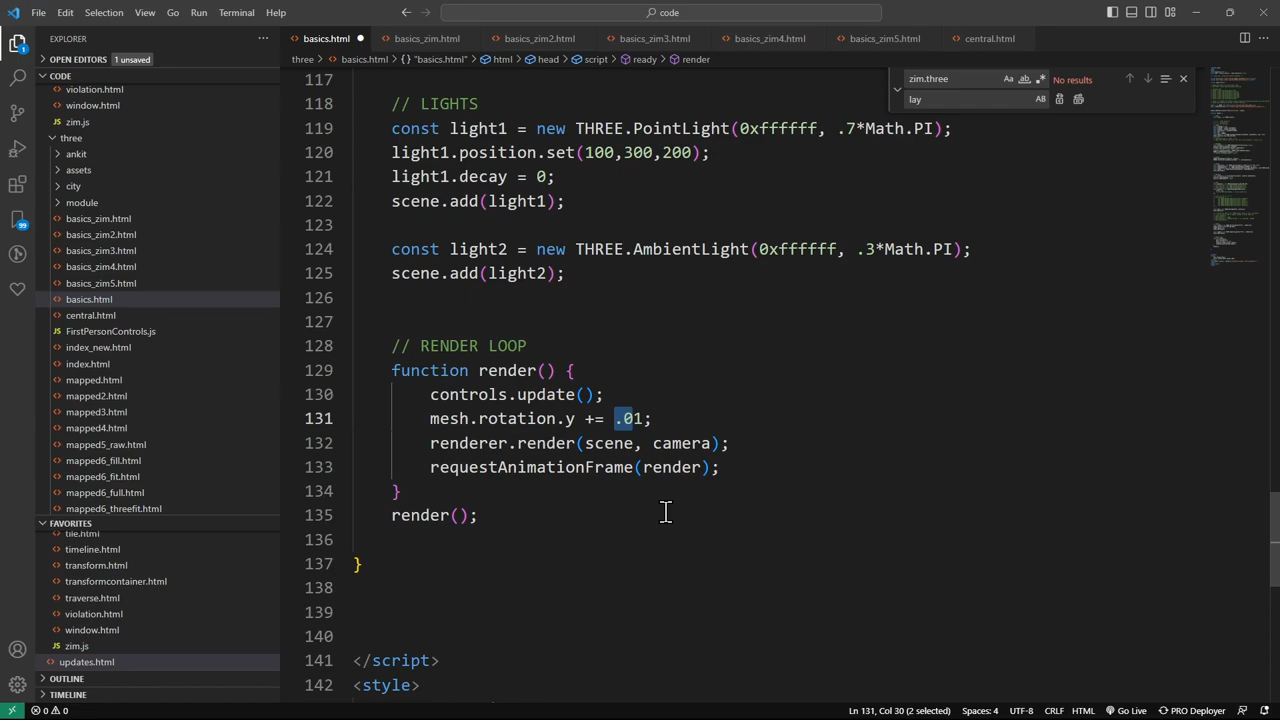 File Edit Selection View Go Run Terminal Help
code
EXPLORER
basics.html
basics_zim.html
basics_zim2.html
basics_zim3.html
basics_zim4.html
basics_zim5.html
central.html
OPEN EDITORS 1 unsaved
three > basics.html > {} "basics.html" > html > head > script > ready > render
CODE
violation.html
window.html
zim.js
three
ankit
assets
city
module
basics_zim.html
basics_zim2.html
basics_zim3.html
basics_zim4.html
basics_zim5.html
basics.html
central.html
FirstPersonControls.js
index_new.html
index.html
mapped.html
mapped2.html
mapped3.html
mapped4.html
mapped5_raw.html
mapped6_fill.html
mapped6_fit.html
mapped6_full.html
mapped6_threefit.html
FAVORITES
tile.html
timeline.html
transform.html
transformcontainer.html
traverse.html
violation.html
window.html
zim.js
updates.html
OUTLINE
TIMELINE
1
99
zim.three Aa ab No results
lay AB
117
118 // LIGHTS
119 const light1 = new THREE.PointLight(0xffffff, .7*Math.PI);
120 light1.position.set(100,300,200);
121 light1.decay = 0;
122 scene.add(light1);
123
124 const light2 = new THREE.AmbientLight(0xffffff, .3*Math.PI);
125 scene.add(light2);
126
127
128 // RENDER LOOP
129 function render() {
130 controls.update();
131 mesh.rotation.y += .01;
132 renderer.render(scene, camera);
133 requestAnimationFrame(render);
134 }
135 render();
136
137 }
138
139
140
141 </script>
142 <style>
0 0 Ln 131, Col 30 (2 selected) Spaces: 4 UTF-8 CRLF HTML Go Live PRO Deployer